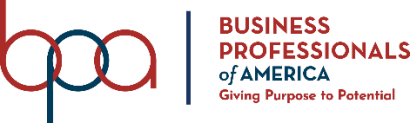 bpa
BUSINESS
PROFESSIONALS
of AMERICA
Giving Purpose to Potential